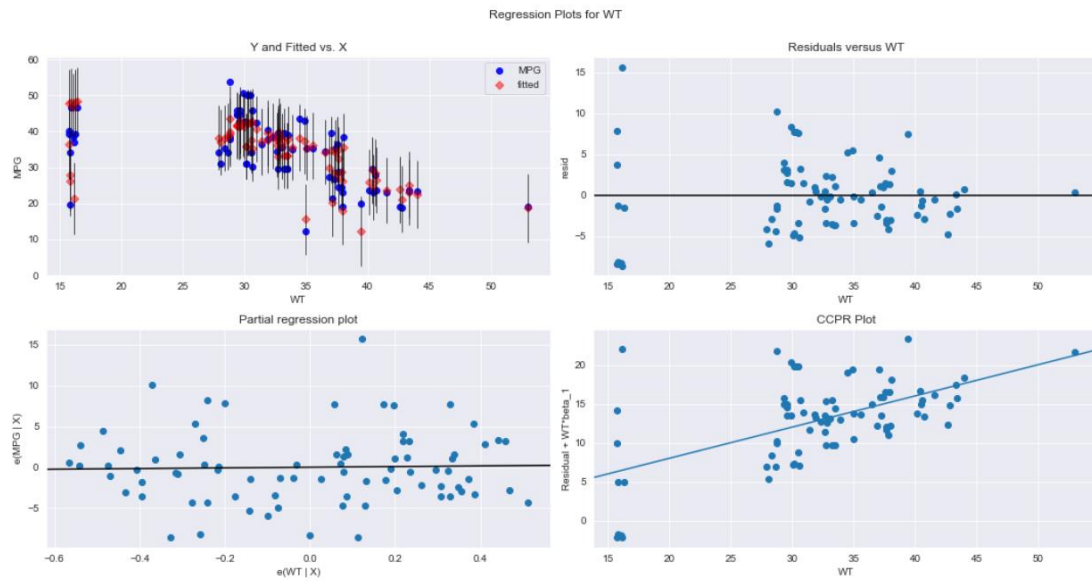 Regression Plots for WT
Y and Fitted vs. X
60
50
40
30
20
10
0
MPG
MPG
fitted
15 20 25 30 35 40 45 50
WT
Residuals versus WT
15
10
5
0
−5
resid
15 20 25 30 35 40 45 50
WT
Partial regression plot
15
10
5
0
−5
e(MPG | X)
−0.6 −0.4 −0.2 0.0 0.2 0.4
e(WT | X)
CCPR Plot
20
15
10
5
0
Residual + WT*beta_1
15 20 25 30 35 40 45 50
WT